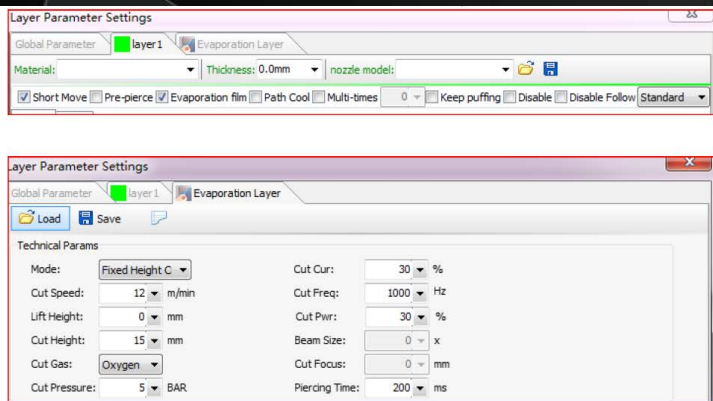 Layer Parameter Settings
Global Parameter layer1 Evaporation Layer
Material: Thickness: 0.0mm nozzle model:
Short Move Pre-pierce Evaporation film Path Cool Multi-times 0 Keep puffing Disable Disable Follow Standard
Layer Parameter Settings
Global Parameter layer1 Evaporation Layer
Load Save
Technical Params
Mode: Fixed Height C Cut Cur: 30 %
Cut Speed: 12 m/min Cut Freq: 1000 Hz
Lift Height: 0 mm Cut Pwr: 30 %
Cut Height: 15 mm Beam Size: 0 x
Cut Gas: Oxygen Cut Focus: 0 mm
Cut Pressure: 5 BAR Piercing Time: 200 ms